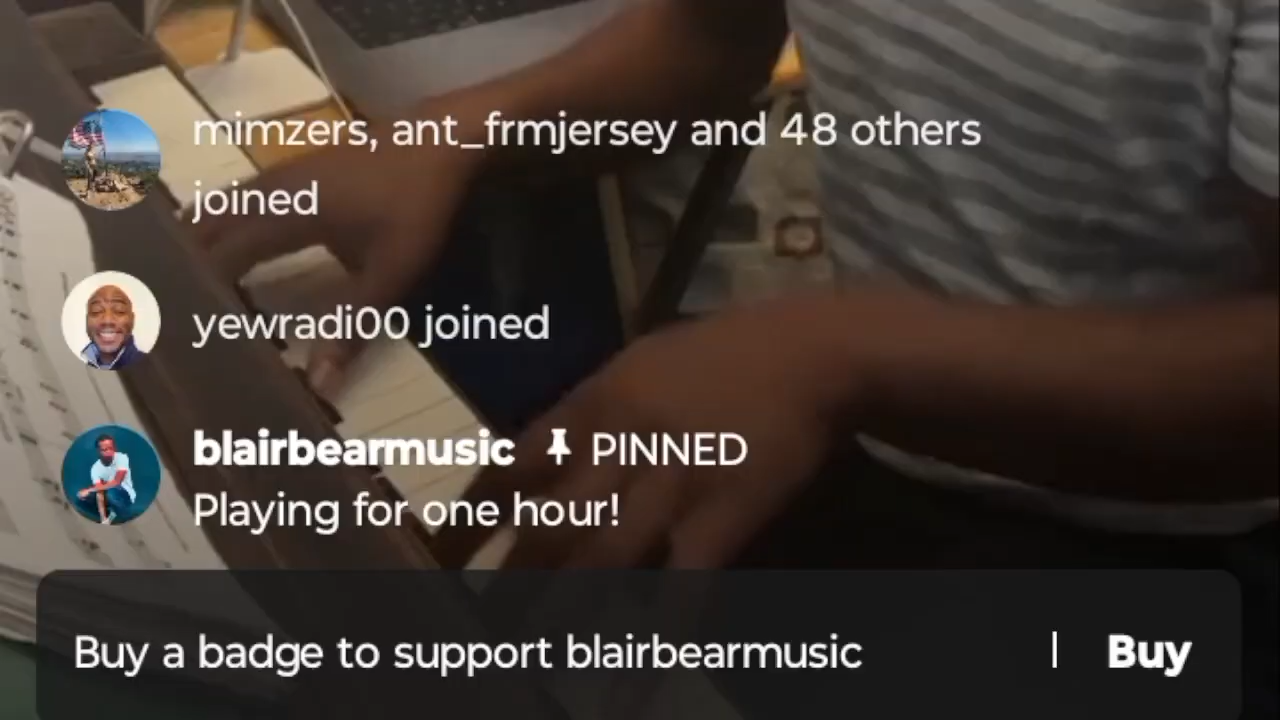 mimzers, ant_frmjersey and 48 others
joined
yewradi00 joined
blairbearmusic PINNED
Playing for one hour!
Buy a badge to support blairbearmusic | Buy